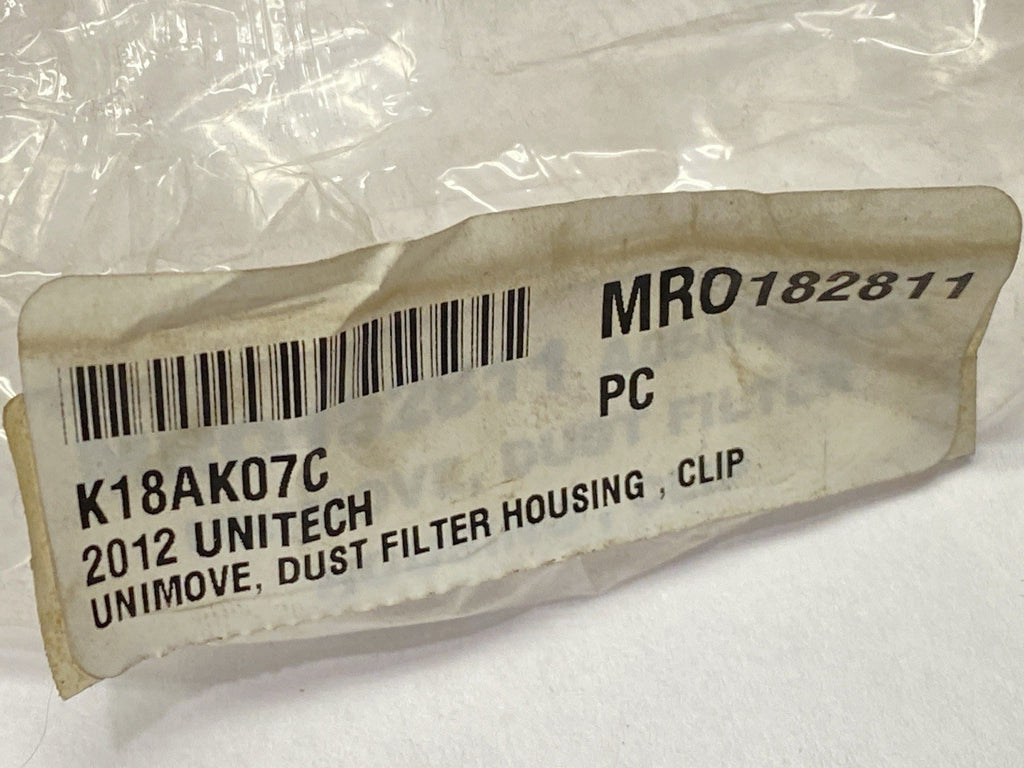 MRO182811
PC
K18AK07C
2012 UNITECH
UNIMOVE, DUST FILTER HOUSING , CLIP